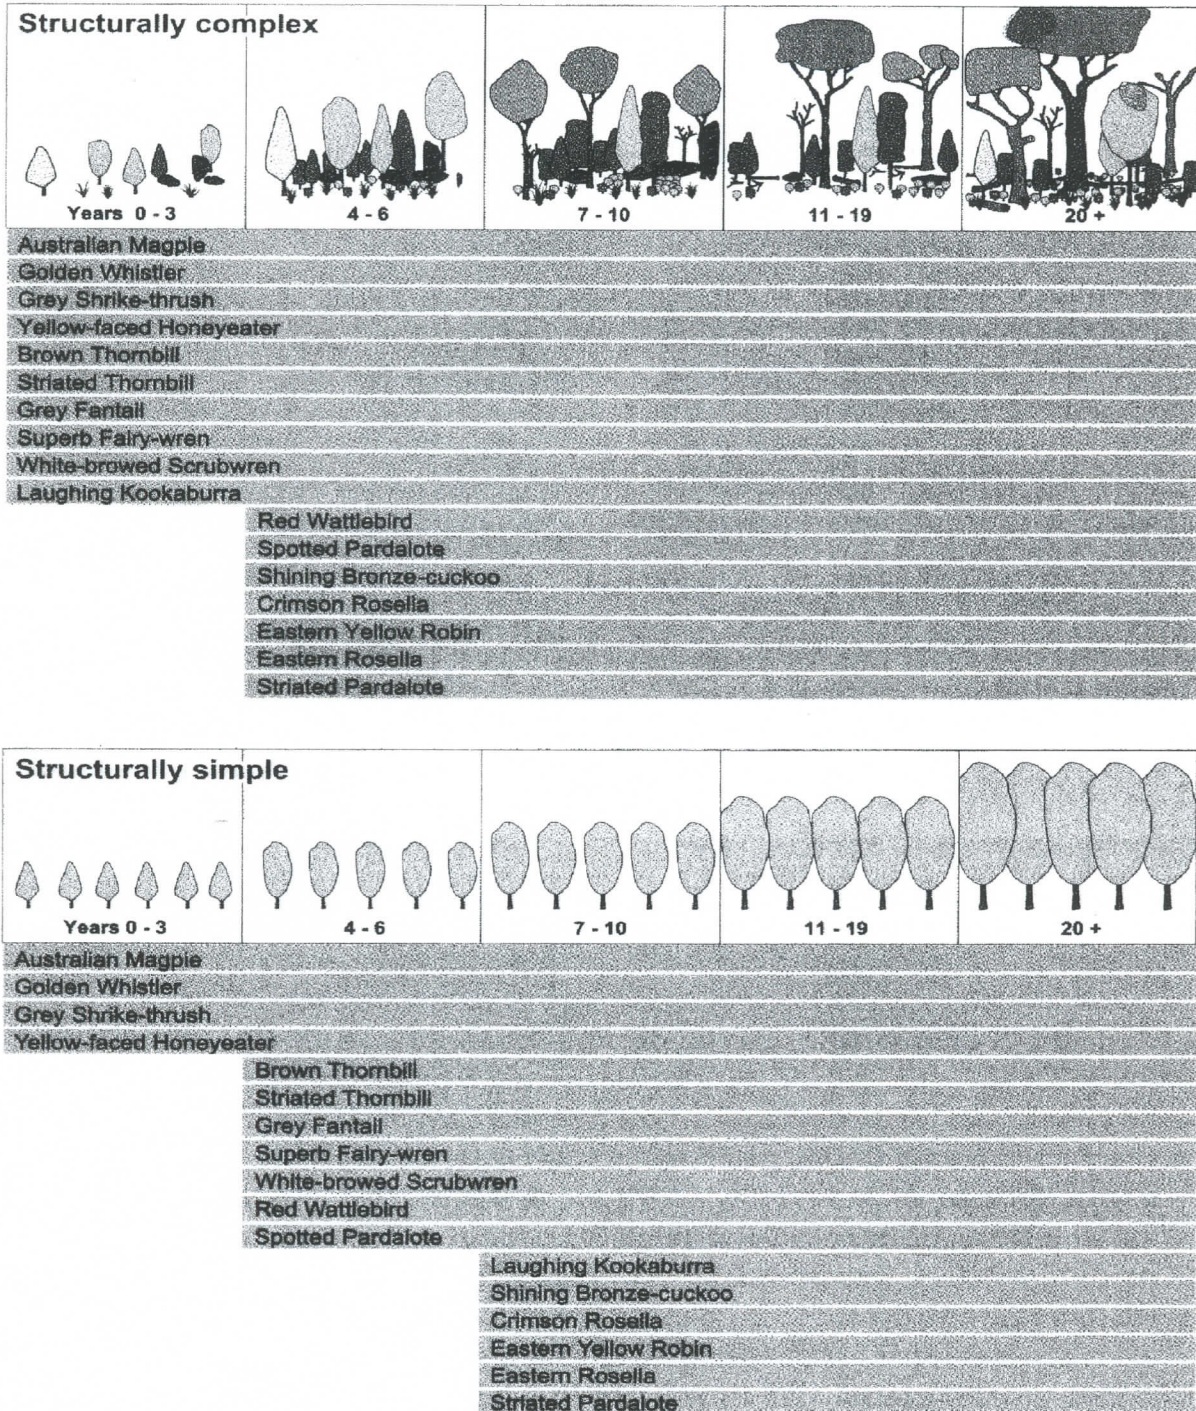 Structurally complex
Years 0 - 3
4 - 6
7 - 10
11 - 19
20 +
Australian Magpie
Golden Whistler
Grey Shrike-thrush
Yellow-faced Honeyeater
Brown Thornbill
Striated Thornbill
Grey Fantail
Superb Fairy-wren
White-browed Scrubwren
Laughing Kookaburra
Red Wattlebird
Spotted Pardalote
Shining Bronze-cuckoo
Crimson Rosella
Eastern Yellow Robin
Eastern Rosella
Striated Pardalote
Structurally simple
Years 0 - 3
4 - 6
7 - 10
11 - 19
20 +
Australian Magpie
Golden Whistler
Grey Shrike-thrush
Yellow-faced Honeyeater
Brown Thornbill
Striated Thornbill
Grey Fantail
Superb Fairy-wren
White-browed Scrubwren
Red Wattlebird
Spotted Pardalote
Laughing Kookaburra
Shining Bronze-cuckoo
Crimson Rosella
Eastern Yellow Robin
Eastern Rosella
Striated Pardalote